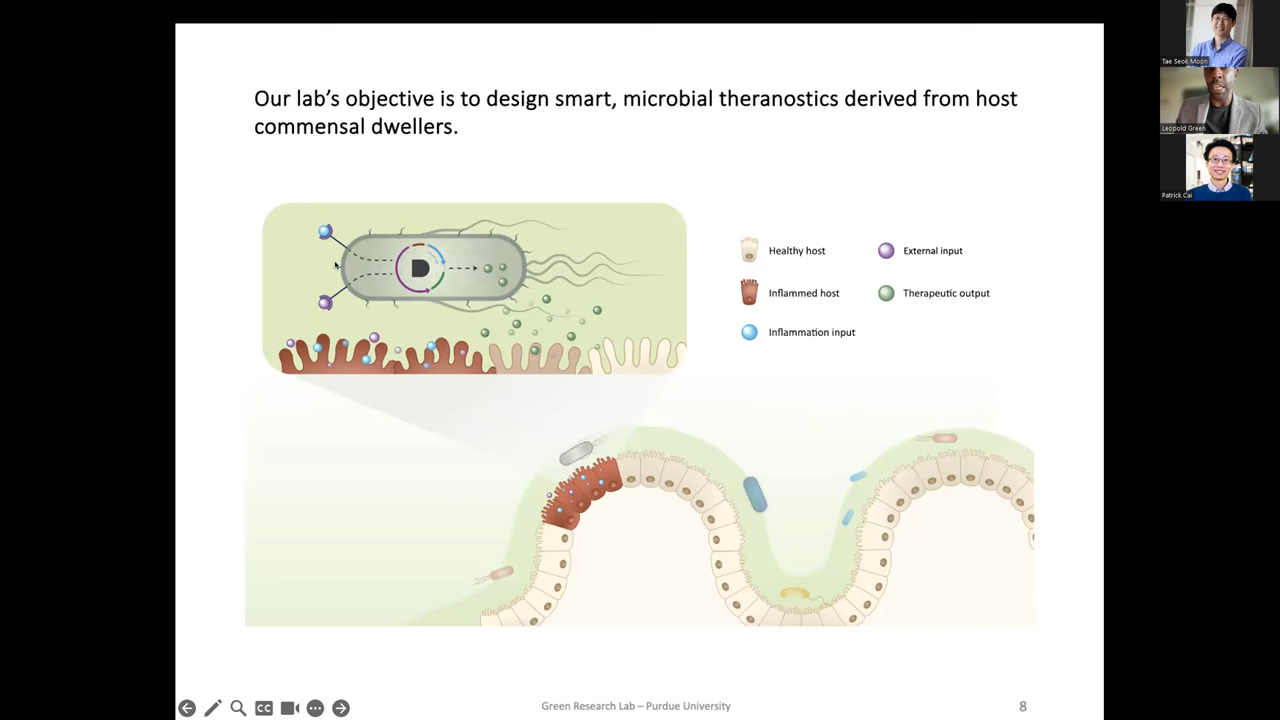 Our lab's objective is to design smart, microbial theranostics derived from host
commensal dwellers.
Healthy host
External input
Inflammed host
Therapeutic output
Inflammation input
Green Research Lab – Purdue University
8
CC
Tae Seok Moon
Leopold Green
Patrick Cai